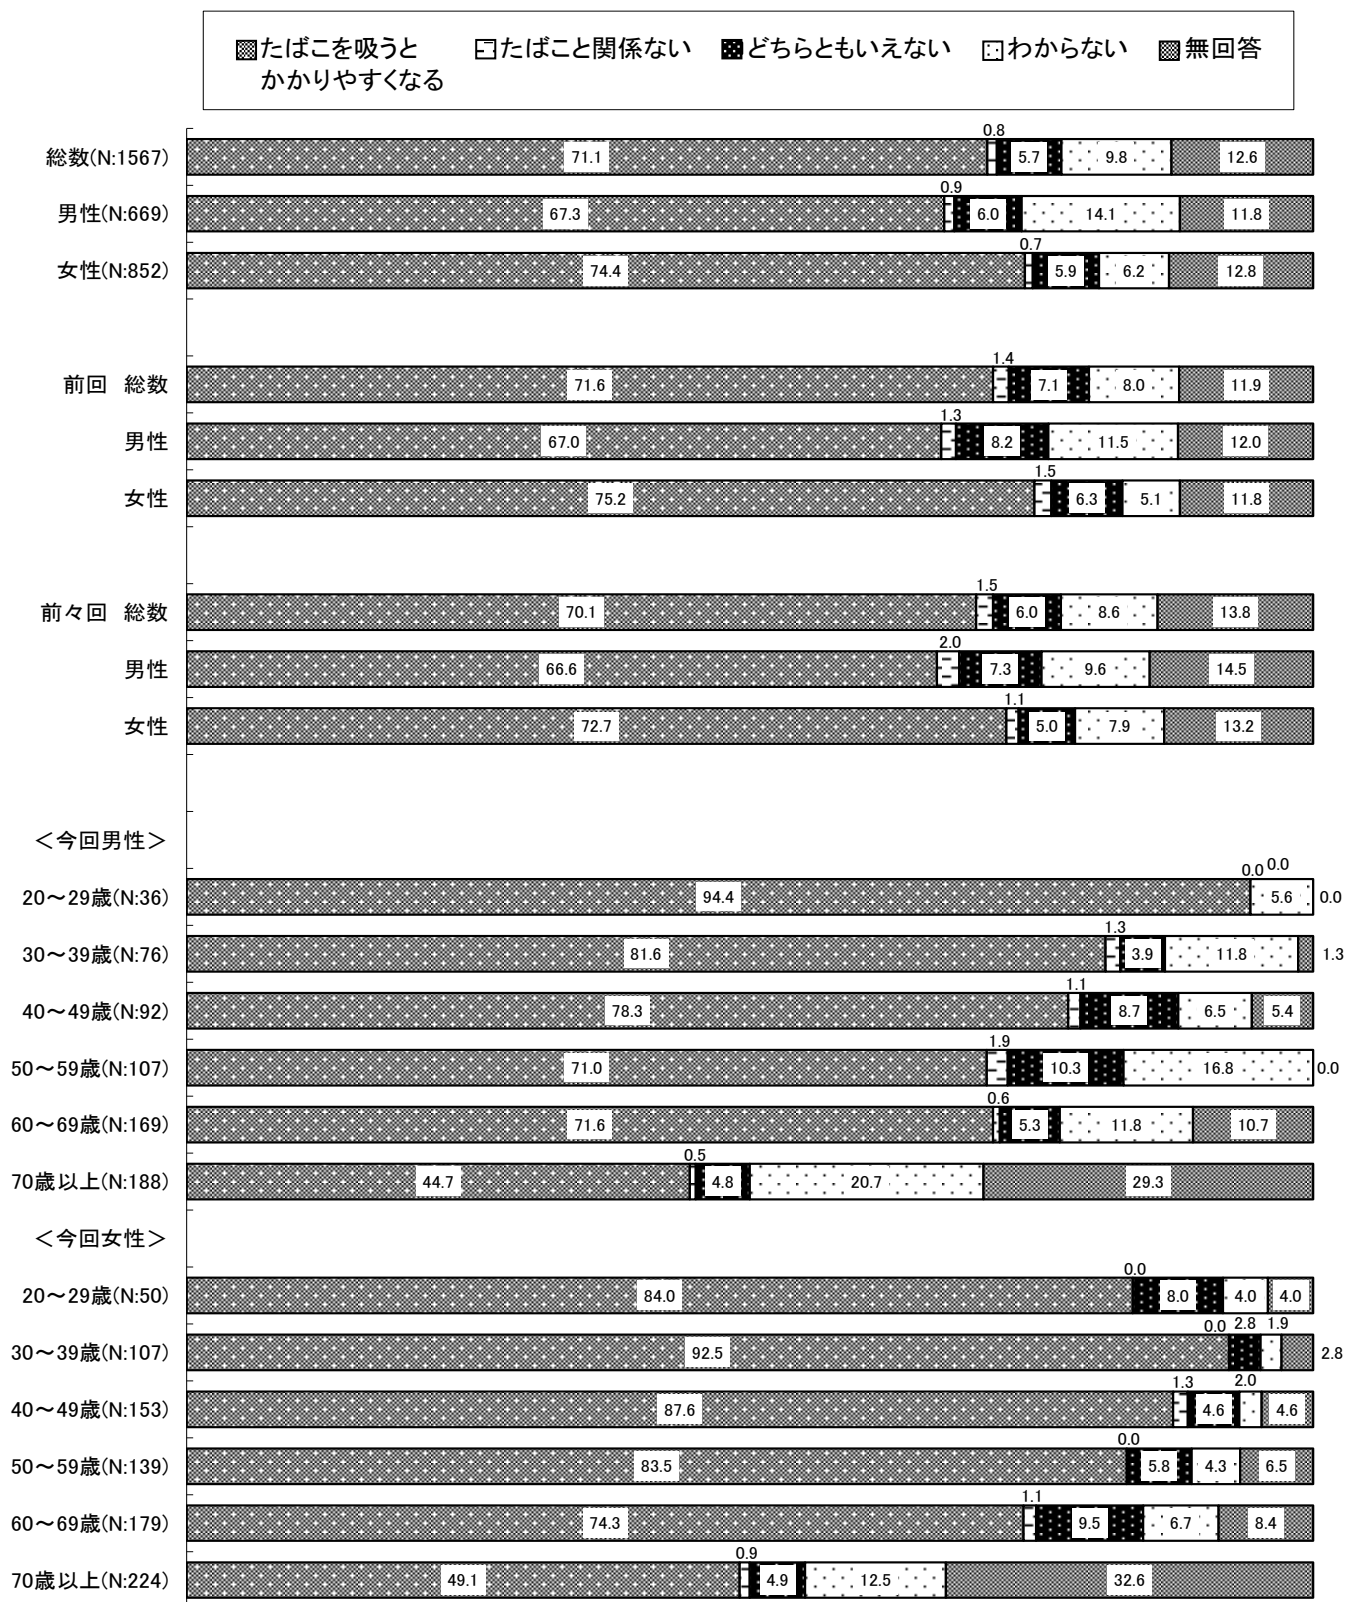 たばこを吸うと
かかりやすくなる
たばこと関係ない
どちらともいえない
わからない
無回答
総数(N:1567) 71.1 0.8 5.7 9.8 12.6
男性(N:669) 67.3 0.9 6.0 14.1 11.8
女性(N:852) 74.4 0.7 5.9 6.2 12.8
前回 総数 71.6 1.4 7.1 8.0 11.9
男性 67.0 1.3 8.2 11.5 12.0
女性 75.2 1.5 6.3 5.1 11.8
前々回 総数 70.1 1.5 6.0 8.6 13.8
男性 66.6 2.0 7.3 9.6 14.5
女性 72.7 1.1 5.0 7.9 13.2
＜今回男性＞
20～29歳(N:36) 94.4 0.0 0.0 5.6 0.0
30～39歳(N:76) 81.6 1.3 3.9 11.8 1.3
40～49歳(N:92) 78.3 1.1 8.7 6.5 5.4
50～59歳(N:107) 71.0 1.9 10.3 16.8 0.0
60～69歳(N:169) 71.6 0.6 5.3 11.8 10.7
70歳以上(N:188) 44.7 0.5 4.8 20.7 29.3
＜今回女性＞
20～29歳(N:50) 84.0 0.0 8.0 4.0 4.0
30～39歳(N:107) 92.5 0.0 2.8 1.9 2.8
40～49歳(N:153) 87.6 1.3 4.6 2.0 4.6
50～59歳(N:139) 83.5 0.0 5.8 4.3 6.5
60～69歳(N:179) 74.3 1.1 9.5 6.7 8.4
70歳以上(N:224) 49.1 0.9 4.9 12.5 32.6